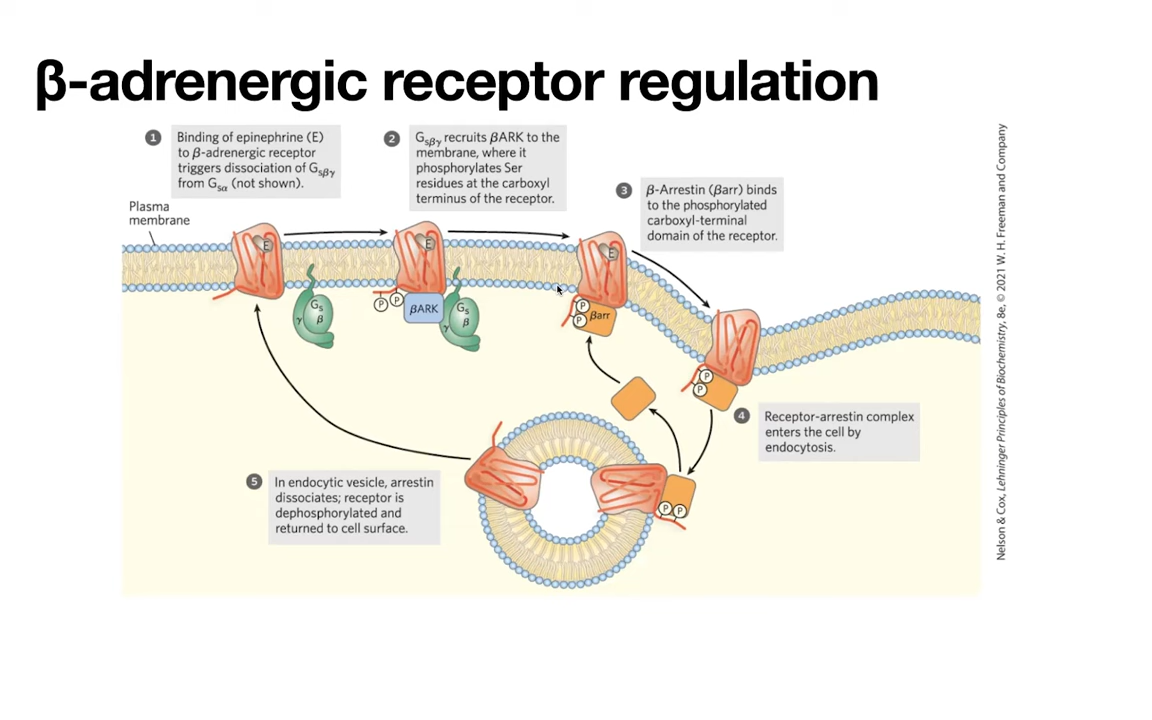 β-adrenergic receptor regulation
1
Binding of epinephrine (E)
to β-adrenergic receptor
triggers dissociation of Gsβγ
from Gsα (not shown).
2
Gsβγ recruits βARK to the
membrane, where it
phosphorylates Ser
residues at the carboxyl
terminus of the receptor.
3
β-Arrestin (βarr) binds
to the phosphorylated
carboxyl-terminal
domain of the receptor.
Plasma
membrane
E
E
E
Gs
γ β
P P
βARK
Gs
γ β
P
P
βarr
P
P
4
Receptor-arrestin complex
enters the cell by
endocytosis.
5
In endocytic vesicle, arrestin
dissociates; receptor is
dephosphorylated and
returned to cell surface.
P P
Nelson & Cox, Lehninger Principles of Biochemistry, 8e, © 2021 W. H. Freeman and Company